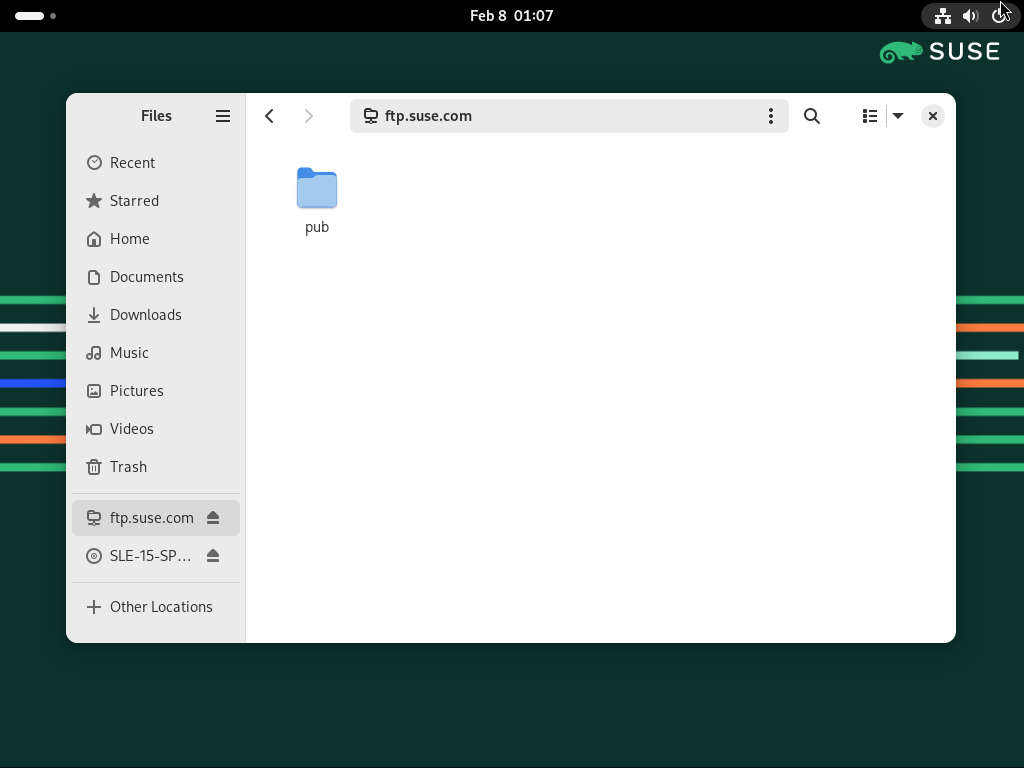 Feb 8 01:07
SUSE
Files
ftp.suse.com
Recent
Starred
Home
Documents
Downloads
Music
Pictures
Videos
Trash
ftp.suse.com
SLE-15-SP...
Other Locations
pub